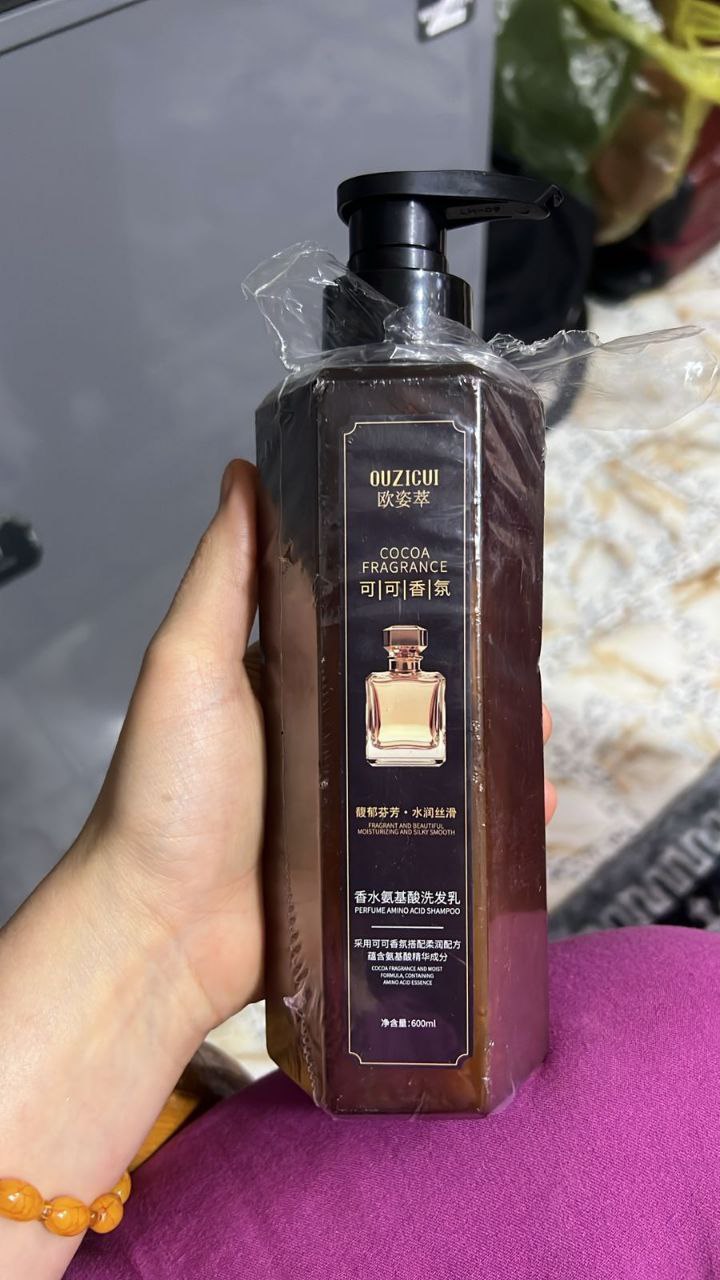 OUZICUI
欧姿萃
COCOA
FRAGRANCE
可|可|香|氛
馥郁芬芳·水润丝滑
FRAGRANT AND BEAUTIFUL
MOISTURIZING AND SILKY SMOOTH
香水氨基酸洗发乳
PERFUME AMINO ACID SHAMPOO
采用可可香氛搭配柔润配方
蕴含氨基酸精华成分
COCOA FRAGRANCE AND MOIST
FORMULA, CONTAINING
AMINO ACID ESSENCE
净含量:600ml